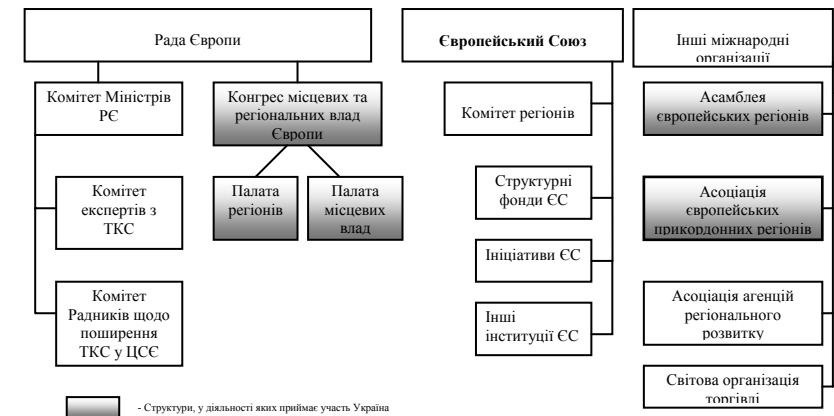 Рада Європи
Європейський Союз
Інші міжнародні
організації
Комітет Міністрів
РЄ
Конгрес місцевих та
регіональних влад
Європи
Комітет регіонів
Асамблея
європейських регіонів
Комітет
експертів з
ТКС
Палата
регіонів
Палата
місцевих
влад
Структурні
фонди ЄС
Асоціація
європейських
прикордонних регіонів
Ініціативи ЄС
Комітет
Радників щодо
поширення
ТКС у ЦСЄ
Інші
інституції ЄС
Асоціація агенцій
регіонального
розвитку
Світова організація
торгівлі
- Структури, у діяльності яких приймає участь Україна